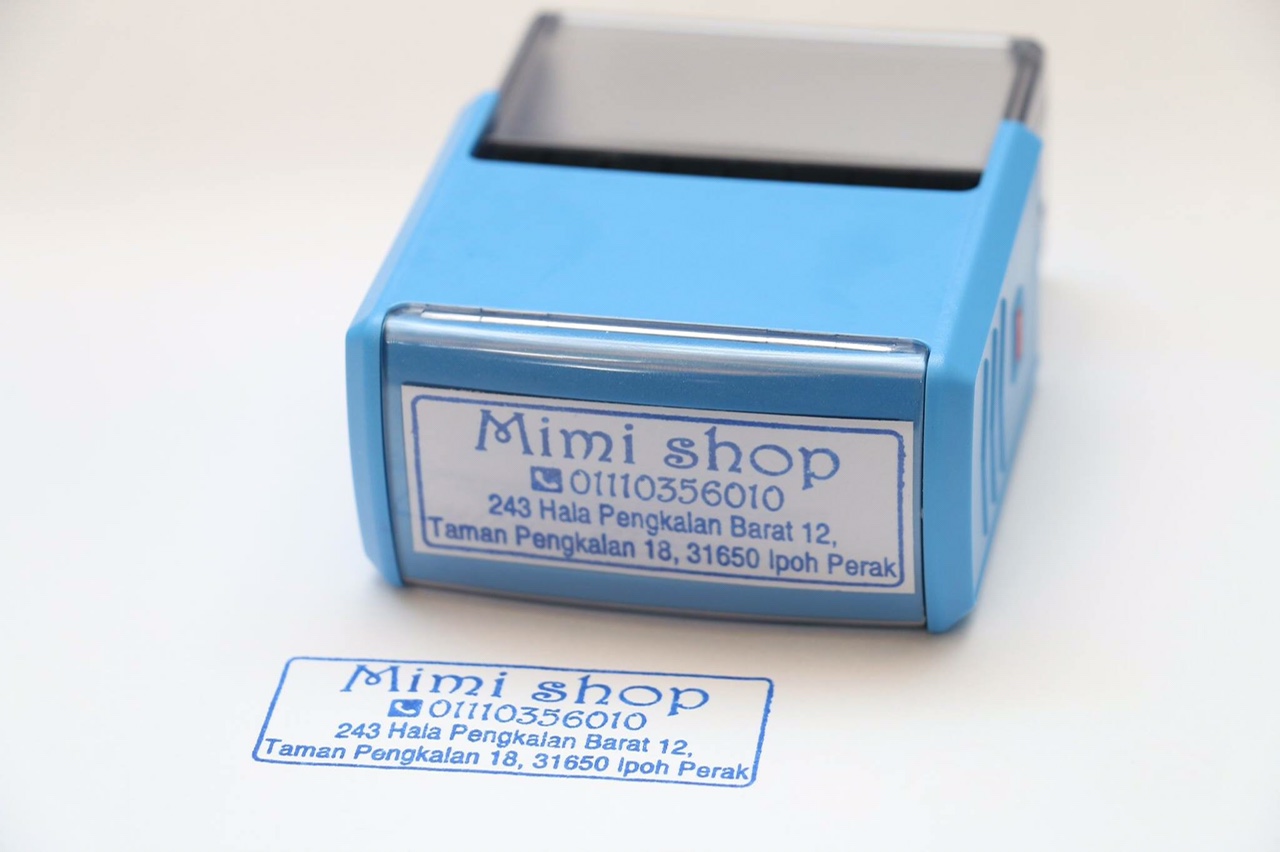 Mimi shop
01110356010
243 Hala Pengkalan Barat 12,
Taman Pengkalan 18, 31650 Ipoh Perak
Mimi shop
01110356010
243 Hala Pengkalan Barat 12,
Taman Pengkalan 18, 31650 Ipoh Perak